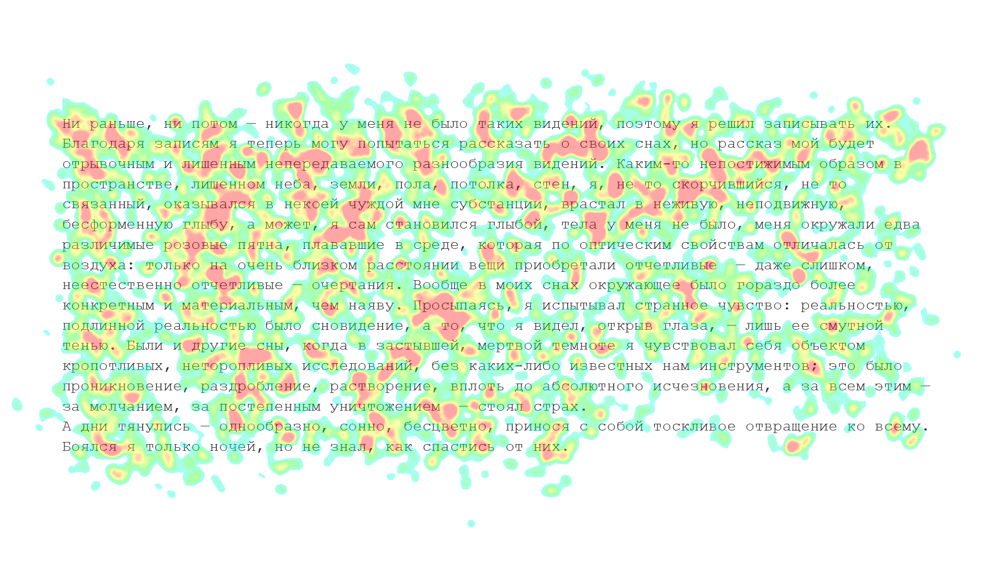 Ни раньше, ни потом — никогда у меня не было таких видений, поэтому я решил записывать их.
Благодаря записям я теперь могу попытаться рассказать о своих снах, но рассказ мой будет
отрывочным и лишенным непередаваемого разнообразия видений. Каким-то непостижимым образом в
пространстве, лишенном неба, земли, пола, потолка, стен, я, не то скорчившийся, не то
связанный, оказывался в некоей чуждой мне субстанции, врастал в неживую, неподвижную,
бесформенную глыбу, а может, я сам становился глыбой, тела у меня не было, меня окружали едва
различимые розовые пятна, плававшие в среде, которая по оптическим свойствам отличалась от
воздуха: только на очень близком расстоянии вещи приобретали отчетливые — даже слишком,
неестественно отчетливые — очертания. Вообще в моих снах окружающее было гораздо более
конкретным и материальным, чем наяву. Просыпаясь, я испытывал странное чувство: реальностью,
подлинной реальностью было сновидение, а то, что я видел, открыв глаза, — лишь ее смутной
тенью. Были и другие сны, когда в застывшей, мертвой темноте я чувствовал себя объектом
кропотливых, неторопливых исследований, без каких-либо известных нам инструментов; это было
проникновение, раздробление, растворение, вплоть до абсолютного исчезновения, а за всем этим —
за молчанием, за постепенным уничтожением — стоял страх.
А дни тянулись — однообразно, сонно, бесцветно, принося с собой тоскливое отвращение ко всему.
Боялся я только ночей, но не знал, как спастись от них.